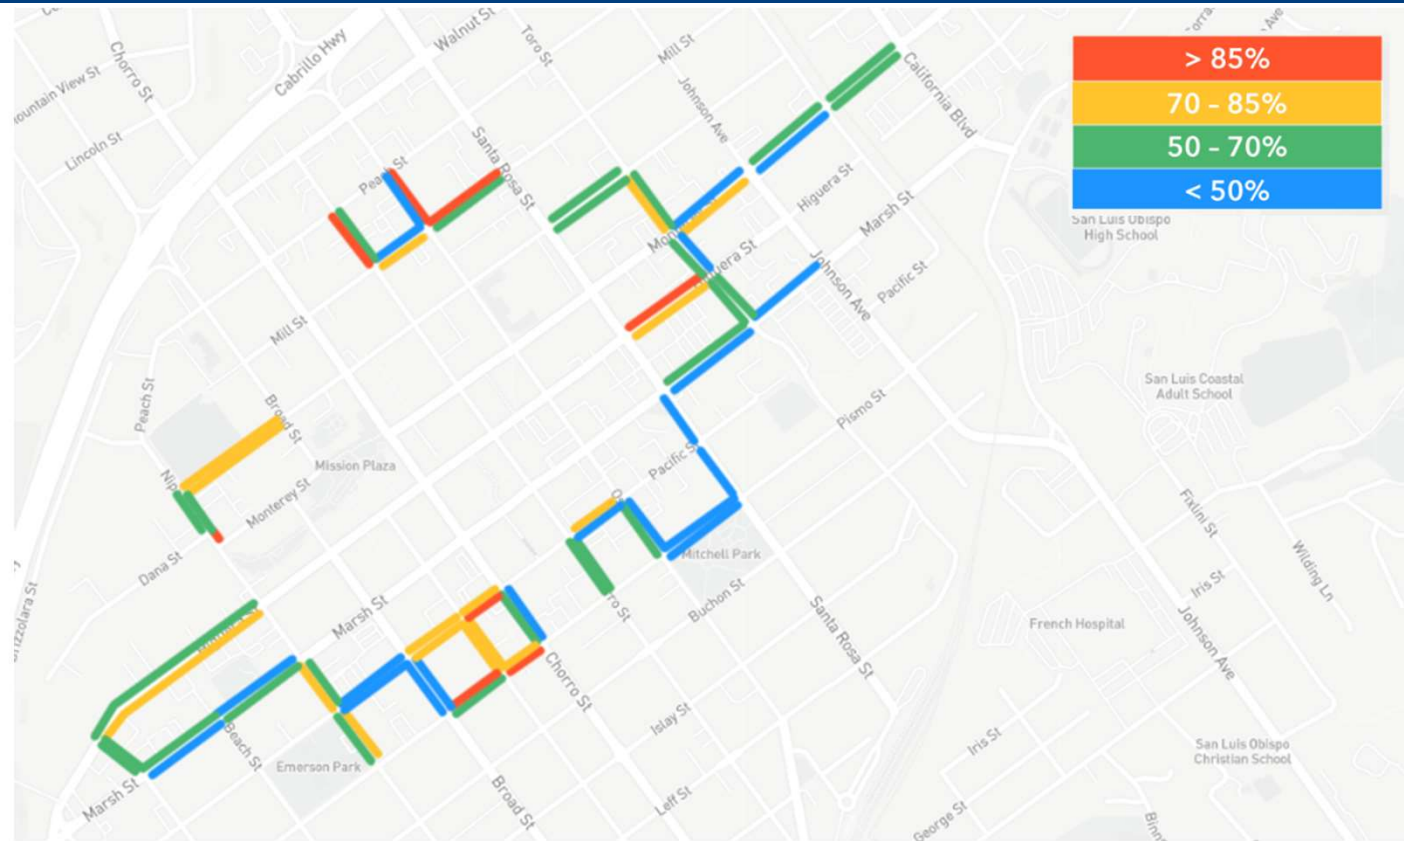 Walnut St
Toro St
Mill St
Chorro St
Cabrillo Hwy
Johnson Ave
California Blvd
> 85%
70 - 85%
50 - 70%
< 50%
Lincoln St
Santa Rosa St
Higuera St
Marsh St
San Luis Obispo
High School
Johnson Ave
Pacific St
Mill St
Peach St
San Luis Coastal
Adult School
Pismo St
Broad St
Mission Plaza
Monterey St
Pacific St
Fixlini St
Dana St
Mitchell Park
Buchon St
Wilding Ln
Iris St
Marsh St
Santa Rosa St
French Hospital
Johnson Ave
Chorro St
Islay St
Beach St
Emerson Park
Iris St
San Luis Obispo
Christian School
Marsh St
Broad St
Leff St
George St